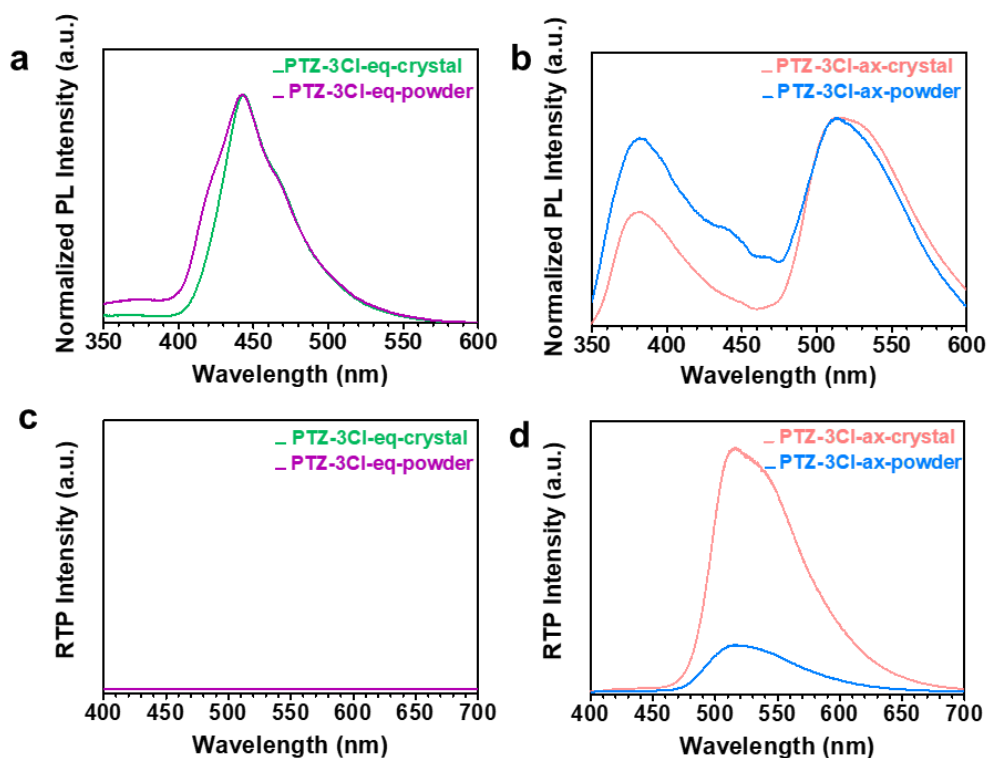 a
PTZ-3Cl-eq-crystal
PTZ-3Cl-eq-powder
Normalized PL Intensity (a.u.)
350 400 450 500 550 600
Wavelength (nm)
b
PTZ-3Cl-ax-crystal
PTZ-3Cl-ax-powder
Normalized PL Intensity (a.u.)
350 400 450 500 550 600
Wavelength (nm)
c
PTZ-3Cl-eq-crystal
PTZ-3Cl-eq-powder
RTP Intensity (a.u.)
400 450 500 550 600 650 700
Wavelength (nm)
d
PTZ-3Cl-ax-crystal
PTZ-3Cl-ax-powder
RTP Intensity (a.u.)
400 450 500 550 600 650 700
Wavelength (nm)